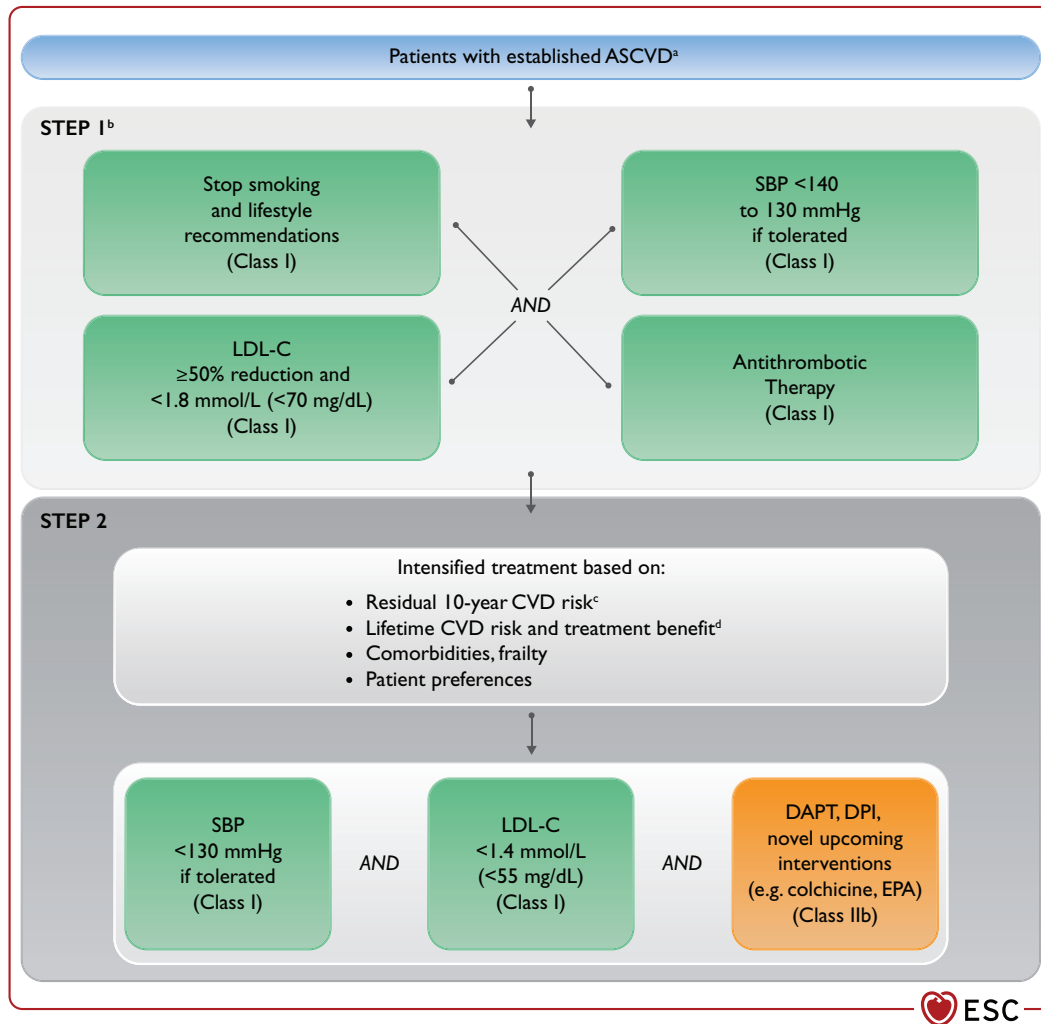 Patients with established ASCVDᵃ
STEP 1ᵇ
Stop smoking
and lifestyle
recommendations
(Class I)
SBP <140
to 130 mmHg
if tolerated
(Class I)
AND
LDL-C
≥50% reduction and
<1.8 mmol/L (<70 mg/dL)
(Class I)
Antithrombotic
Therapy
(Class I)
STEP 2
Intensified treatment based on:
• Residual 10-year CVD riskᶜ
• Lifetime CVD risk and treatment benefitᵈ
• Comorbidities, frailty
• Patient preferences
SBP
<130 mmHg
if tolerated
(Class I)
AND
LDL-C
<1.4 mmol/L
(<55 mg/dL)
(Class I)
AND
DAPT, DPI,
novel upcoming
interventions
(e.g. colchicine, EPA)
(Class IIb)
ESC